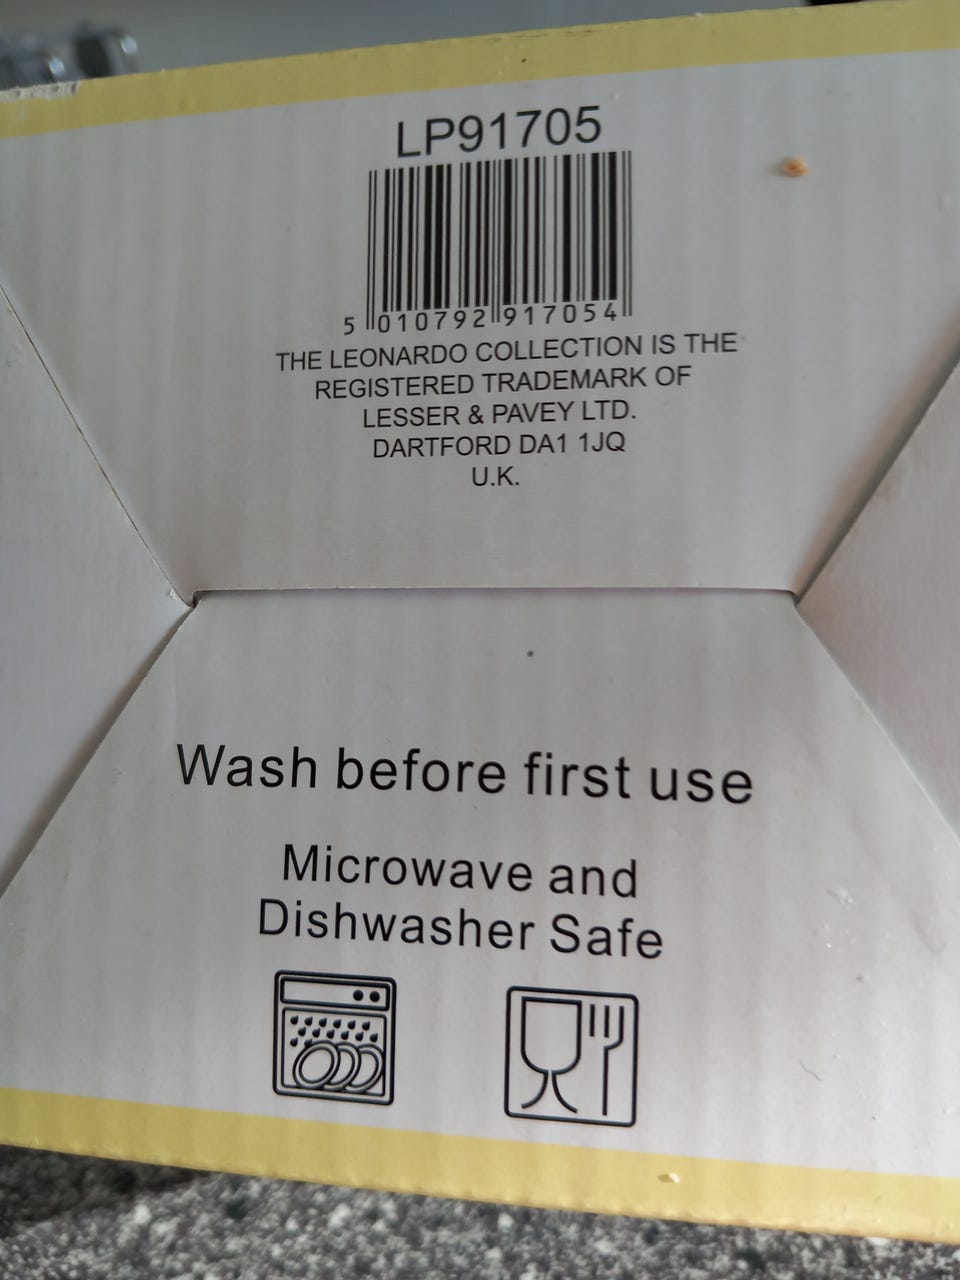 LP91705
5 010792 917054
THE LEONARDO COLLECTION IS THE
REGISTERED TRADEMARK OF
LESSER & PAVEY LTD.
DARTFORD DA1 1JQ
U.K.
Wash before first use
Microwave and
Dishwasher Safe